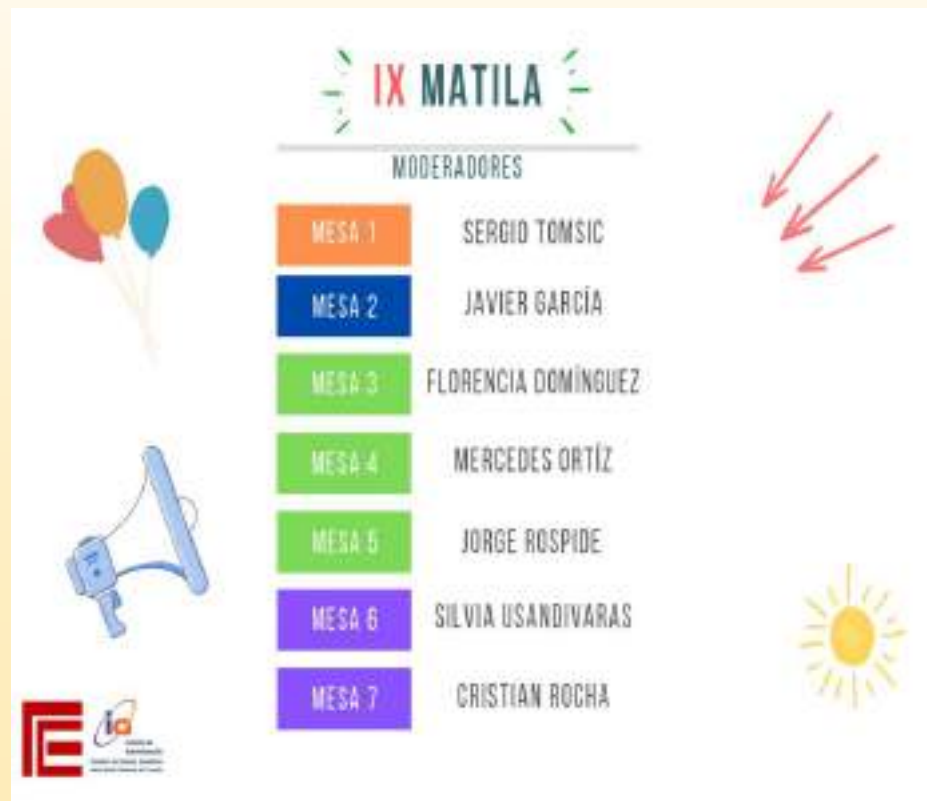 IX MATILA
MODERADORES
MESA 1 SERGIO TOMSIC
MESA 2 JAVIER GARCÍA
MESA 3 FLORENCIA DOMÍNGUEZ
MESA 4 MERCEDES ORTÍZ
MESA 5 JORGE ROSPIDE
MESA 6 SILVIA USANDIVARAS
MESA 7 CRISTIAN ROCHA